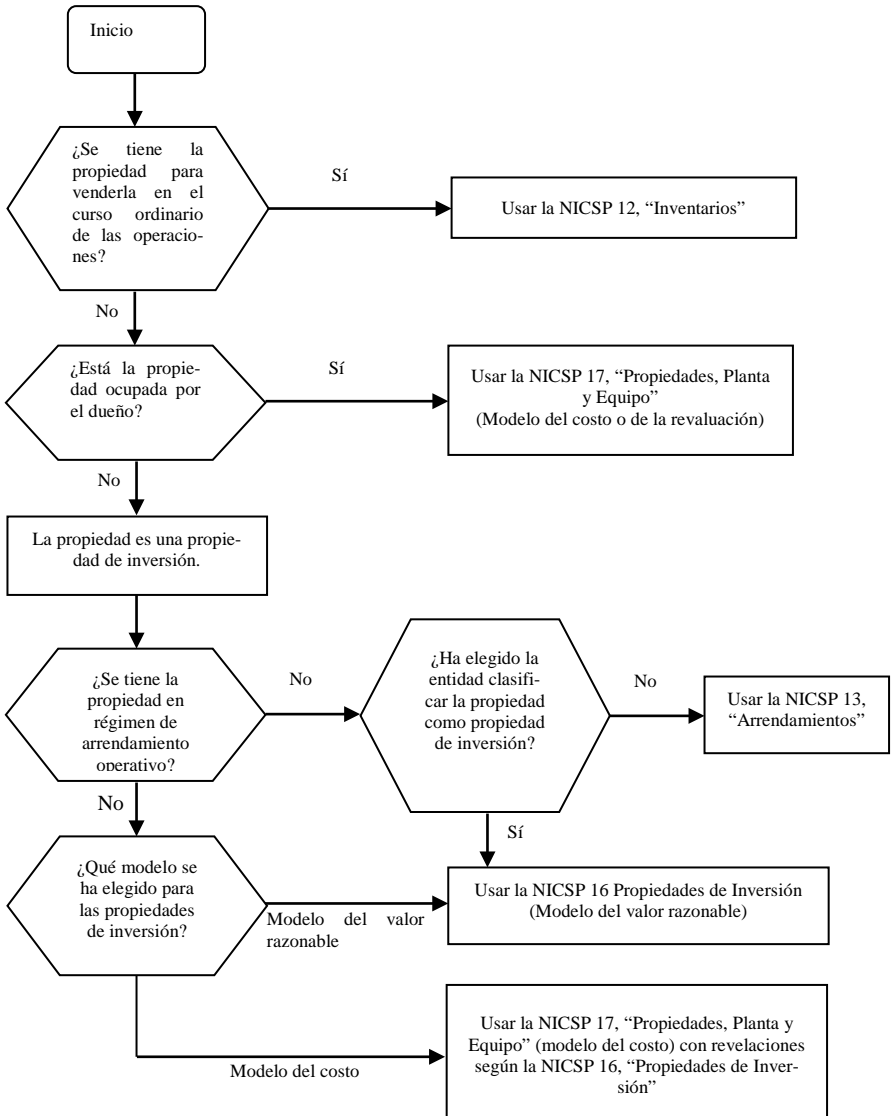 Inicio
¿Se tiene la
propiedad para
venderla en el
curso ordinario
de las operacio-
nes?
Sí
Usar la NICSP 12, “Inventarios”
No
¿Está la propie-
dad ocupada por
el dueño?
Sí
Usar la NICSP 17, “Propiedades, Planta
y Equipo”
(Modelo del costo o de la revaluación)
No
La propiedad es una propie-
dad de inversión.
¿Se tiene la
propiedad en
régimen de
arrendamiento
operativo?
No
¿Ha elegido la
entidad clasifi-
car la propiedad
como propiedad
de inversión?
No
Usar la NICSP 13,
“Arrendamientos”
No
Sí
¿Qué modelo se
ha elegido para
las propiedades
de inversión?
Modelo del valor
razonable
Usar la NICSP 16 Propiedades de Inversión
(Modelo del valor razonable)
Modelo del costo
Usar la NICSP 17, “Propiedades, Planta y
Equipo” (modelo del costo) con revelaciones
según la NICSP 16, “Propiedades de Inver-
sión”